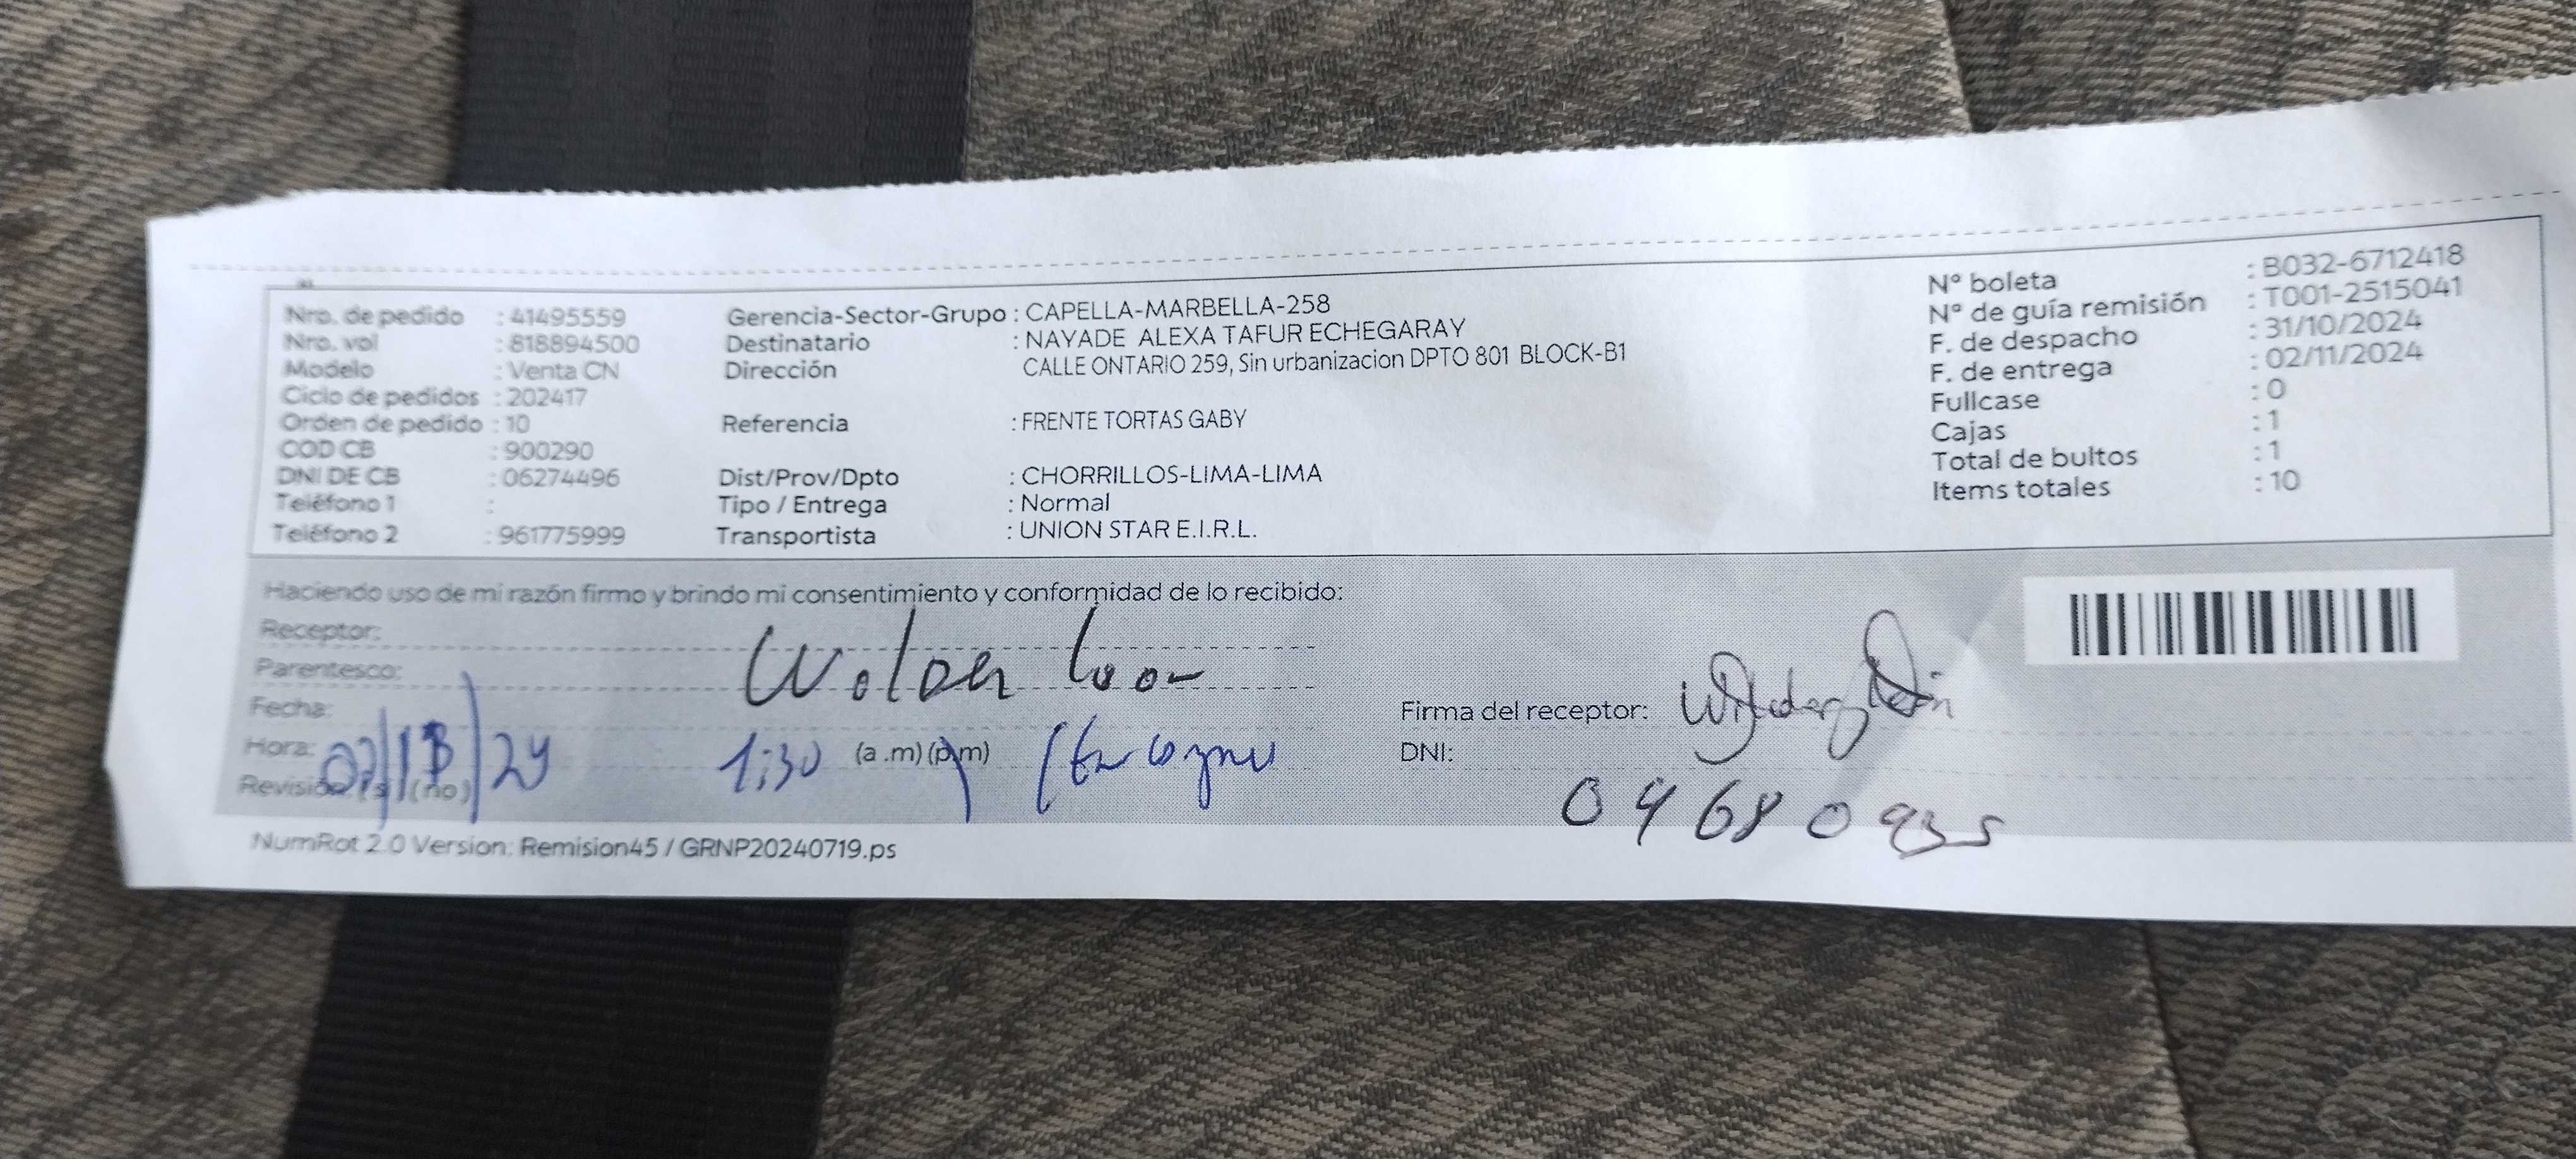 Nro. de pedido : 41495559
Nro. vol : 818894500
Modelo : Venta CN
Ciclo de pedidos : 202417
Orden de pedido : 10
COD CB : 900290
DNI DE CB : 06274496
Teléfono 1 :
Teléfono 2 : 961775999
Gerencia-Sector-Grupo : CAPELLA-MARBELLA-258
Destinatario : NAYADE ALEXA TAFUR ECHEGARAY
Dirección CALLE ONTARIO 259, Sin urbanizacion DPTO 801 BLOCK-B1
Referencia : FRENTE TORTAS GABY
Dist/Prov/Dpto : CHORRILLOS-LIMA-LIMA
Tipo / Entrega : Normal
Transportista : UNION STAR E.I.R.L.
Nº boleta : B032-6712418
Nº de guía remisión : T001-2515041
F. de despacho : 31/10/2024
F. de entrega : 02/11/2024
Fullcase : 0
Cajas : 1
Total de bultos : 1
Items totales : 10
Haciendo uso de mi razón firmo y brindo mi consentimiento y conformidad de lo recibido:
Receptor:
Parentesco:
Fecha:
Hora: 1:30 (a .m) (p.m)
Revisión: (si) (no)
Firma del receptor:
DNI:
04680935
NumRot 2.0 Version: Remision45 / GRNP20240719.ps